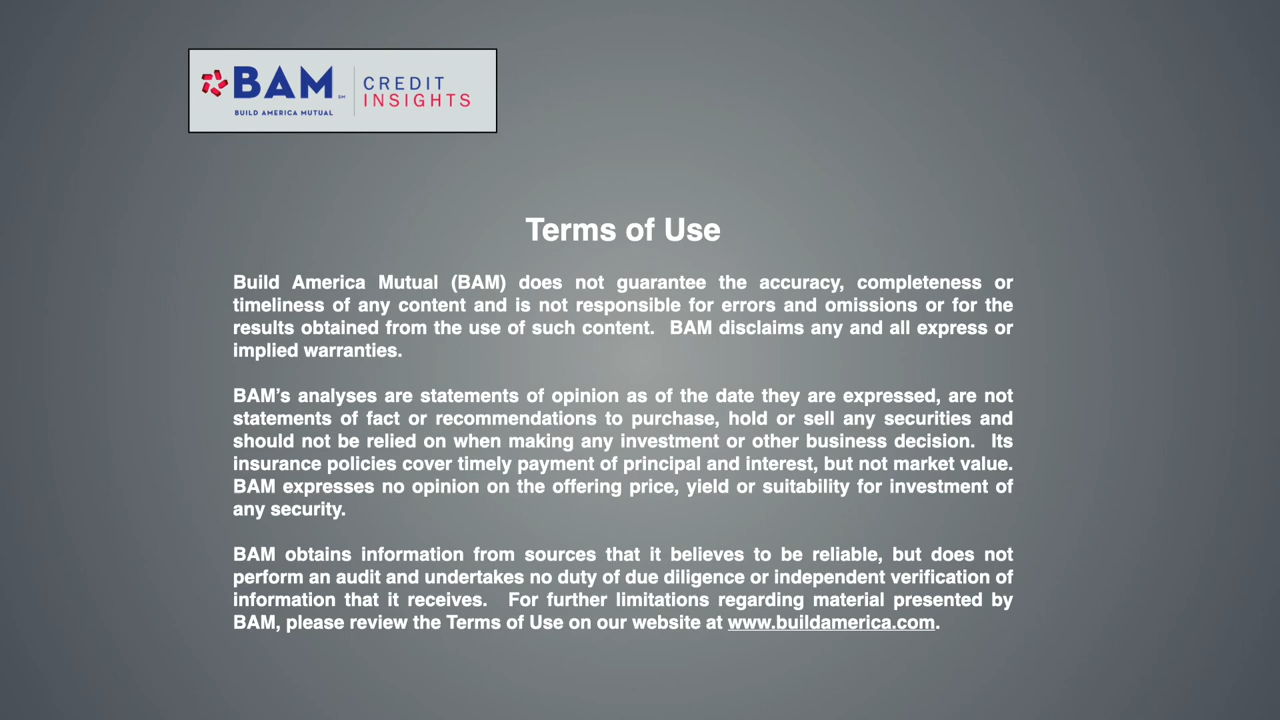 BAM SM
BUILD AMERICA MUTUAL
CREDIT
INSIGHTS
Terms of Use
Build America Mutual (BAM) does not guarantee the accuracy, completeness or
timeliness of any content and is not responsible for errors and omissions or for the
results obtained from the use of such content.  BAM disclaims any and all express or
implied warranties.
BAM’s analyses are statements of opinion as of the date they are expressed, are not
statements of fact or recommendations to purchase, hold or sell any securities and
should not be relied on when making any investment or other business decision.  Its
insurance policies cover timely payment of principal and interest, but not market value.
BAM expresses no opinion on the offering price, yield or suitability for investment of
any security.
BAM obtains information from sources that it believes to be reliable, but does not
perform an audit and undertakes no duty of due diligence or independent verification of
information that it receives.  For further limitations regarding material presented by
BAM, please review the Terms of Use on our website at www.buildamerica.com.